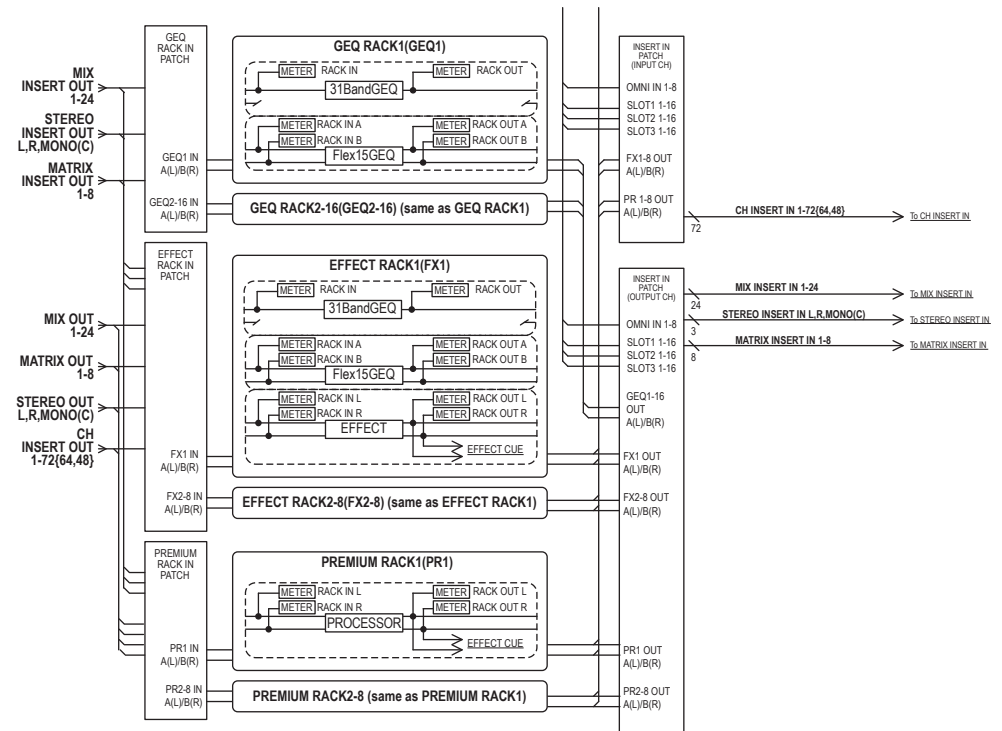 MIX
INSERT OUT
1-24
STEREO
INSERT OUT
L,R,MONO(C)
MATRIX
INSERT OUT
1-8
MIX OUT
1-24
MATRIX OUT
1-8
STEREO OUT
L,R,MONO(C)
CH
INSERT OUT
1-72{64,48}
GEQ
RACK IN
PATCH
GEQ1 IN
A(L)/B(R)
GEQ2-16 IN
A(L)/B(R)
EFFECT
RACK IN
PATCH
FX1 IN
A(L)/B(R)
FX2-8 IN
A(L)/B(R)
PREMIUM
RACK IN
PATCH
PR1 IN
A(L)/B(R)
PR2-8 IN
A(L)/B(R)
GEQ RACK1(GEQ1)
METER RACK IN METER RACK OUT
31BandGEQ
METER RACK IN A METER RACK OUT A
METER RACK IN B METER RACK OUT B
Flex15GEQ
GEQ RACK2-16(GEQ2-16) (same as GEQ RACK1)
EFFECT RACK1(FX1)
METER RACK IN METER RACK OUT
31BandGEQ
METER RACK IN A METER RACK OUT A
METER RACK IN B METER RACK OUT B
Flex15GEQ
METER RACK IN L METER RACK OUT L
METER RACK IN R METER RACK OUT R
EFFECT
EFFECT CUE
EFFECT RACK2-8(FX2-8) (same as EFFECT RACK1)
PREMIUM RACK1(PR1)
METER RACK IN L METER RACK OUT L
METER RACK IN R METER RACK OUT R
PROCESSOR
EFFECT CUE
PREMIUM RACK2-8 (same as PREMIUM RACK1)
INSERT IN
PATCH
(INPUT CH)
OMNI IN 1-8
SLOT1 1-16
SLOT2 1-16
SLOT3 1-16
FX1-8 OUT
A(L)/B(R)
PR 1-8 OUT
A(L)/B(R)
72
CH INSERT IN 1-72{64,48}
To CH INSERT IN
INSERT IN
PATCH
(OUTPUT CH)
24
MIX INSERT IN 1-24
To MIX INSERT IN
3
STEREO INSERT IN L,R,MONO(C)
To STEREO INSERT IN
8
MATRIX INSERT IN 1-8
To MATRIX INSERT IN
OMNI IN 1-8
SLOT1 1-16
SLOT2 1-16
SLOT3 1-16
GEQ1-16
OUT
A(L)/B(R)
FX1 OUT
A(L)/B(R)
FX2-8 OUT
A(L)/B(R)
PR1 OUT
A(L)/B(R)
PR2-8 OUT
A(L)/B(R)